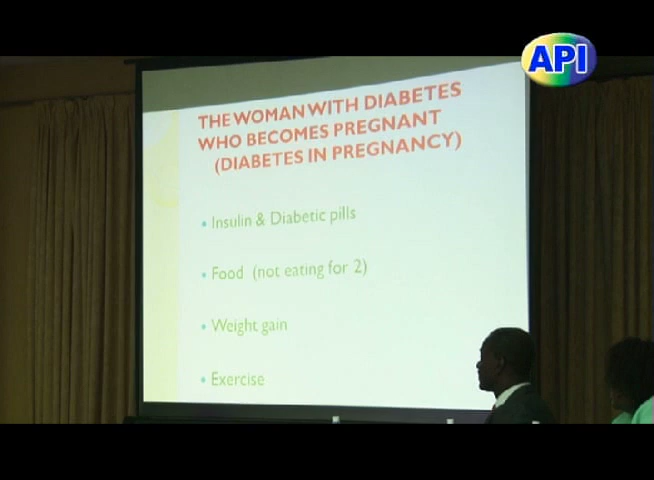 API
THE WOMAN WITH DIABETES
WHO BECOMES PREGNANT
(DIABETES IN PREGNANCY)
• Insulin & Diabetic pills
• Food (not eating for 2)
• Weight gain
• Exercise